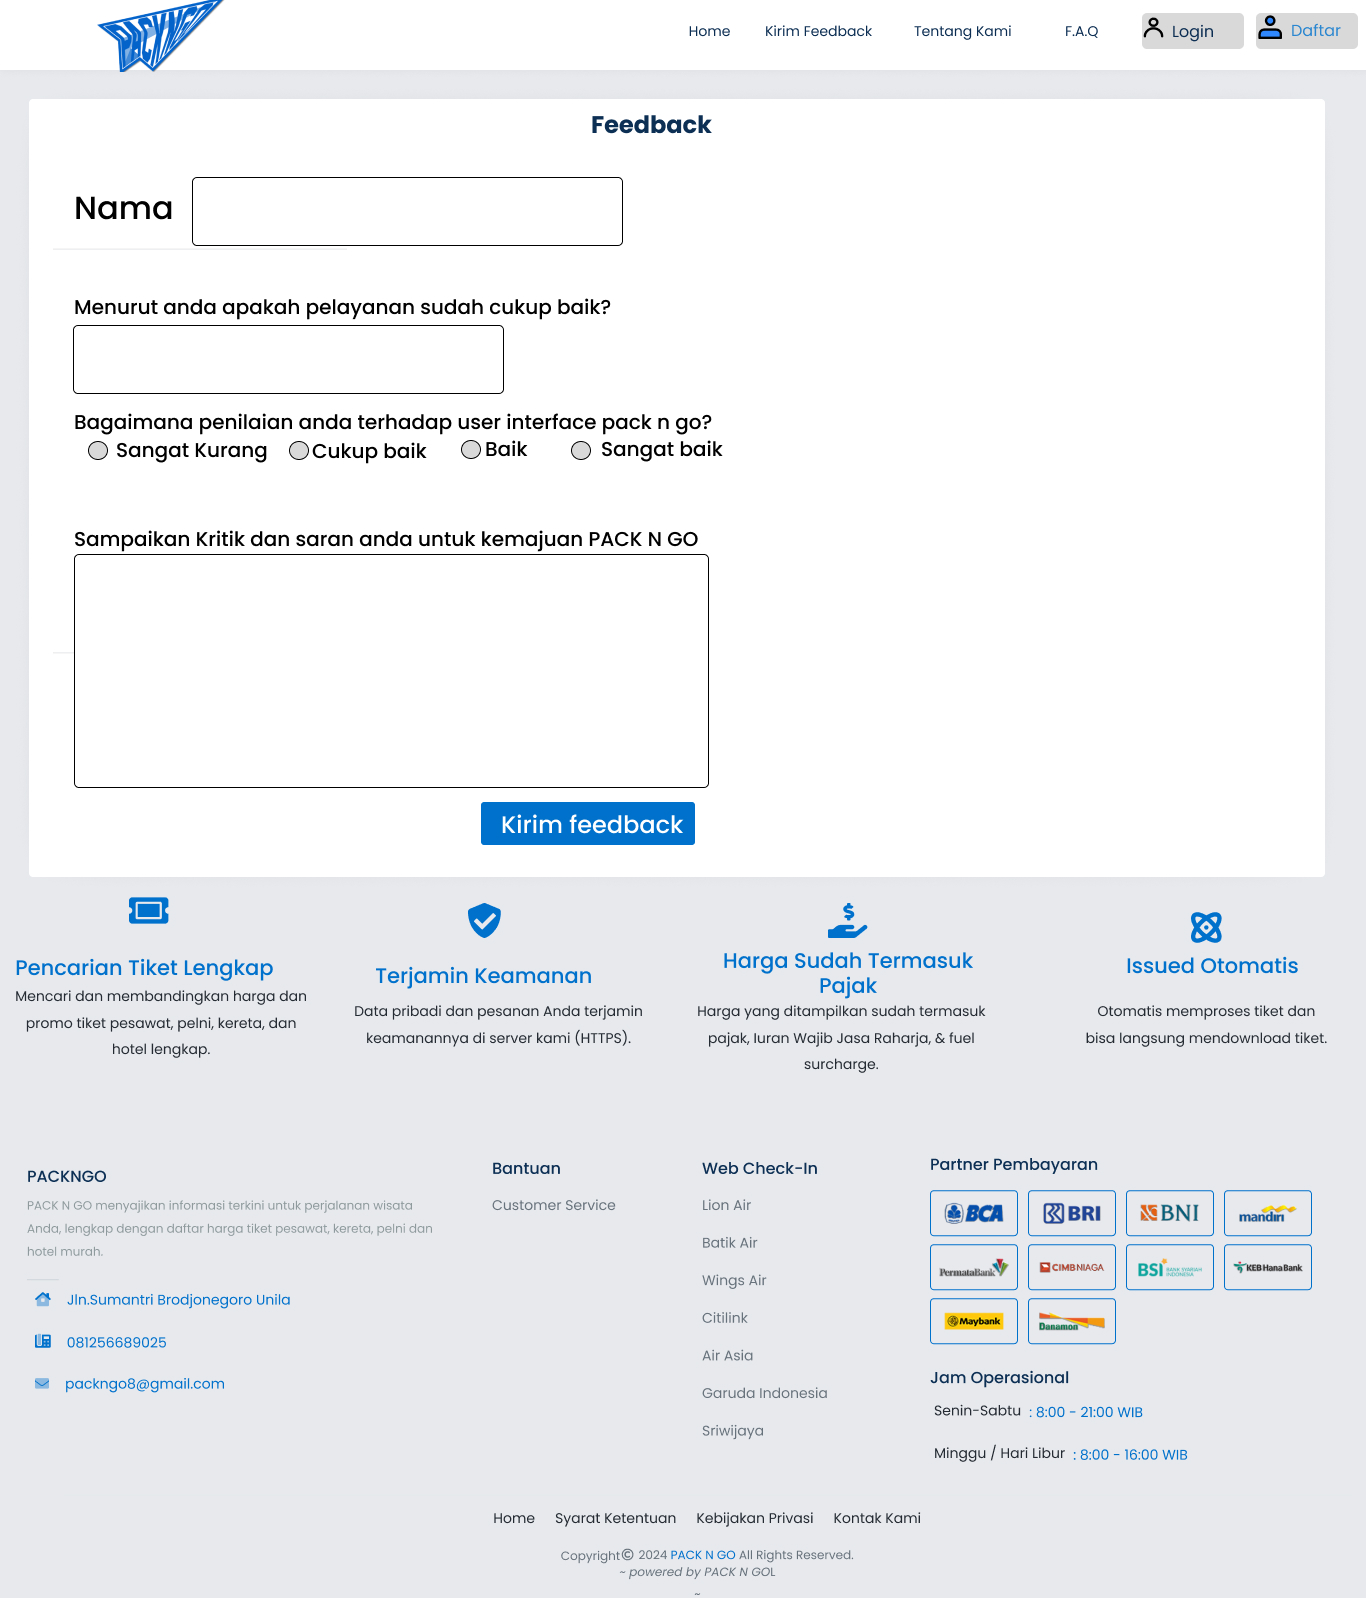 PACK N GO
Home
Kirim Feedback
Tentang Kami
F.A.Q
Login
Daftar
Feedback
Nama
Menurut anda apakah pelayanan sudah cukup baik?
Bagaimana penilaian anda terhadap user interface pack n go?
Sangat Kurang
Cukup baik
Baik
Sangat baik
Sampaikan Kritik dan saran anda untuk kemajuan PACK N GO
Kirim feedback
Pencarian Tiket Lengkap
Mencari dan membandingkan harga dan
promo tiket pesawat, pelni, kereta, dan
hotel lengkap.
Terjamin Keamanan
Data pribadi dan pesanan Anda terjamin
keamanannya di server kami (HTTPS).
Harga Sudah Termasuk
Pajak
Harga yang ditampilkan sudah termasuk
pajak, Iuran Wajib Jasa Raharja, & fuel
surcharge.
Issued Otomatis
Otomatis memproses tiket dan
bisa langsung mendownload tiket.
PACKNGO
PACK N GO menyajikan informasi terkini untuk perjalanan wisata
Anda, lengkap dengan daftar harga tiket pesawat, kereta, pelni dan
hotel murah.
Jln.Sumantri Brodjonegoro Unila
081256689025
packngo8@gmail.com
Bantuan
Customer Service
Web Check-In
Lion Air
Batik Air
Wings Air
Citilink
Air Asia
Garuda Indonesia
Sriwijaya
Partner Pembayaran
BCA
BRI
BNI
mandiri
PermataBank
CIMB NIAGA
BSI BANK SYARIAH
INDONESIA
KEB Hana Bank
Maybank
Danamon
Jam Operasional
Senin-Sabtu : 8:00 - 21:00 WIB
Minggu / Hari Libur : 8:00 - 16:00 WIB
Home
Syarat Ketentuan
Kebijakan Privasi
Kontak Kami
Copyright© 2024 PACK N GO All Rights Reserved.
~ powered by PACK N GOL
~